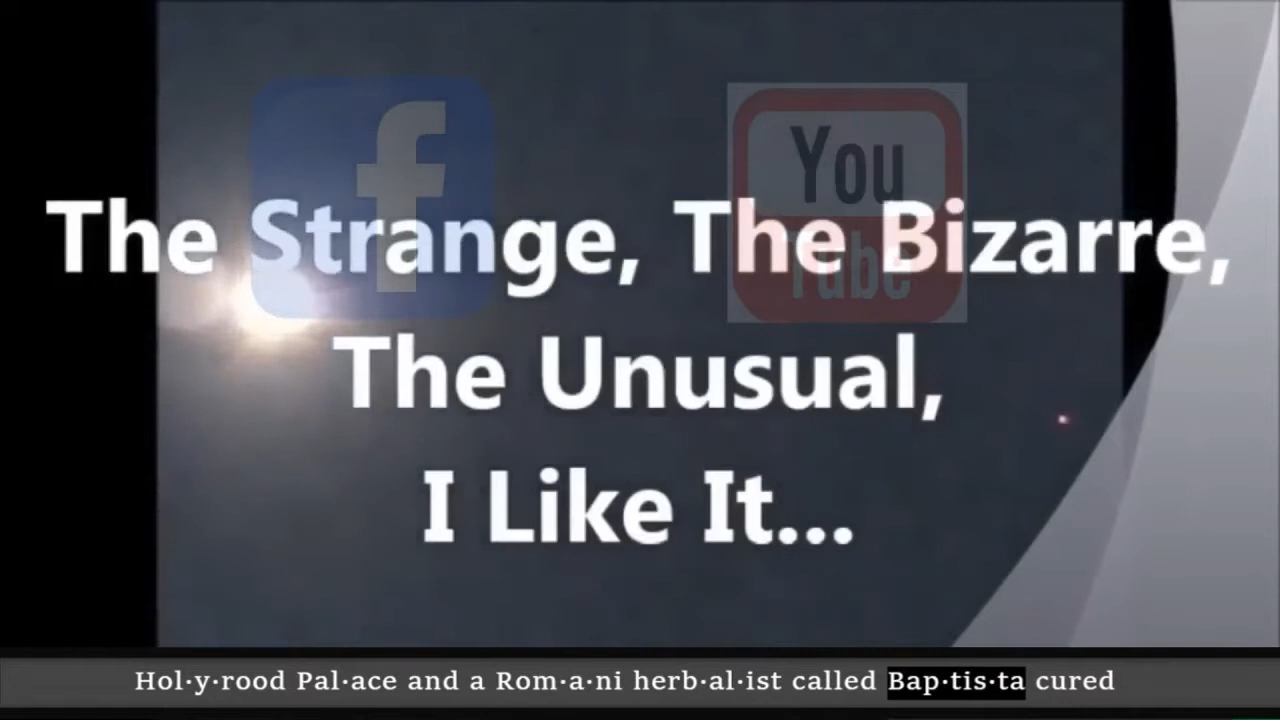 f
You
Tube
The Strange, The Bizarre,
The Unusual,
I Like It...
Hol·y·rood Pal·ace and a Rom·a·ni herb·al·ist called Bap·tis·ta cured